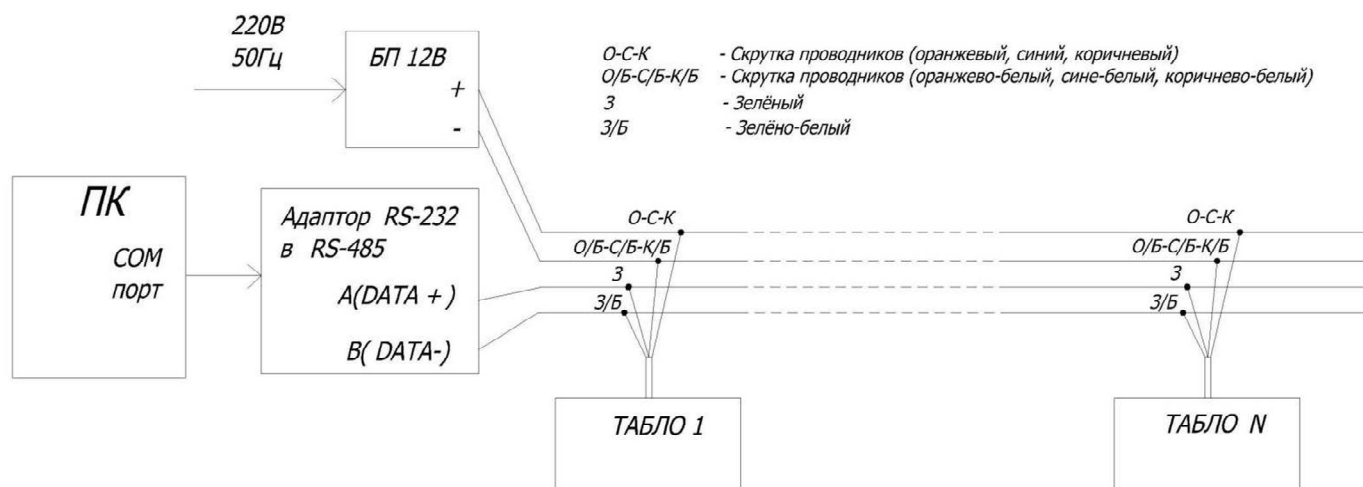 220В
50Гц
БП 12В
+
-
О-С-К - Скрутка проводников (оранжевый, синий, коричневый)
О/Б-С/Б-К/Б - Скрутка проводников (оранжево-белый, сине-белый, коричнево-белый)
З - Зелёный
З/Б - Зелёно-белый
ПК
COM
порт
Адаптор RS-232
в RS-485
A(DATA +)
B( DATA-)
О-С-К
О/Б-С/Б-К/Б
З
З/Б
О-С-К
О/Б-С/Б-К/Б
З
З/Б
ТАБЛО 1
ТАБЛО N